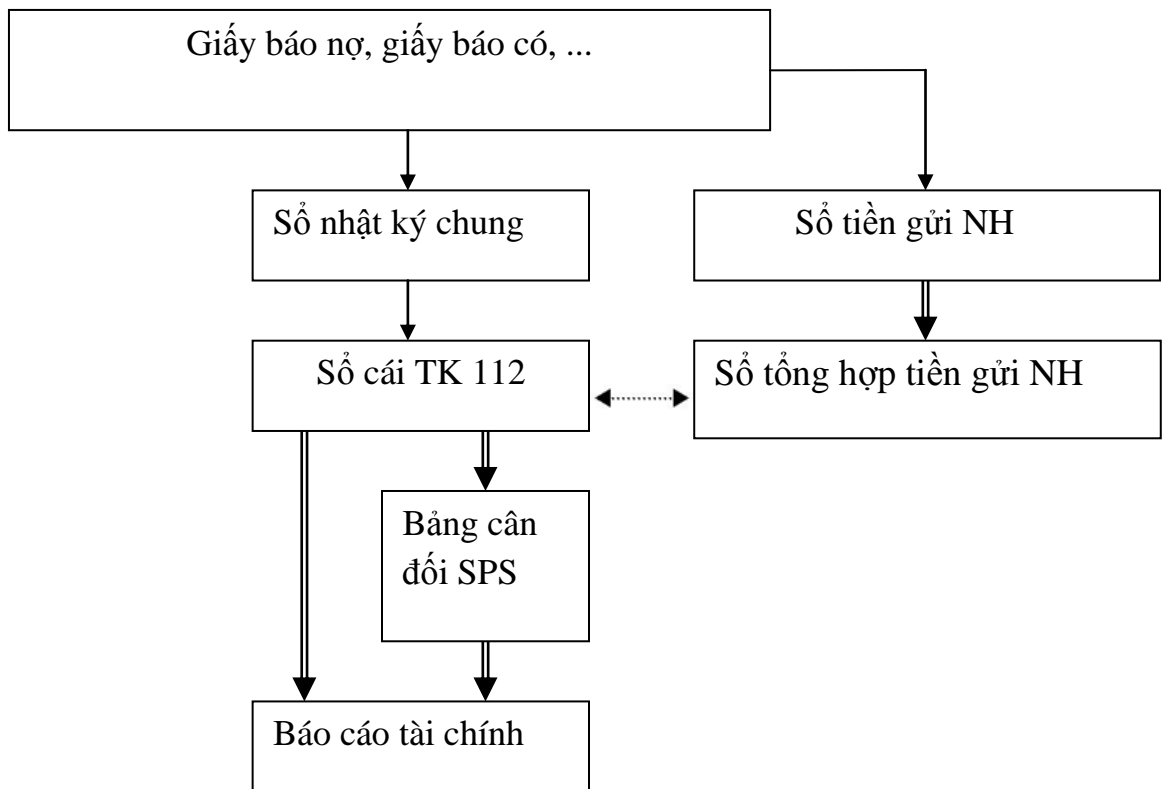 Giấy báo nợ, giấy báo có, ...
Sổ nhật ký chung
Sổ tiền gửi NH
Sổ cái TK 112
Sổ tổng hợp tiền gửi NH
Bảng cân
đối SPS
Báo cáo tài chính